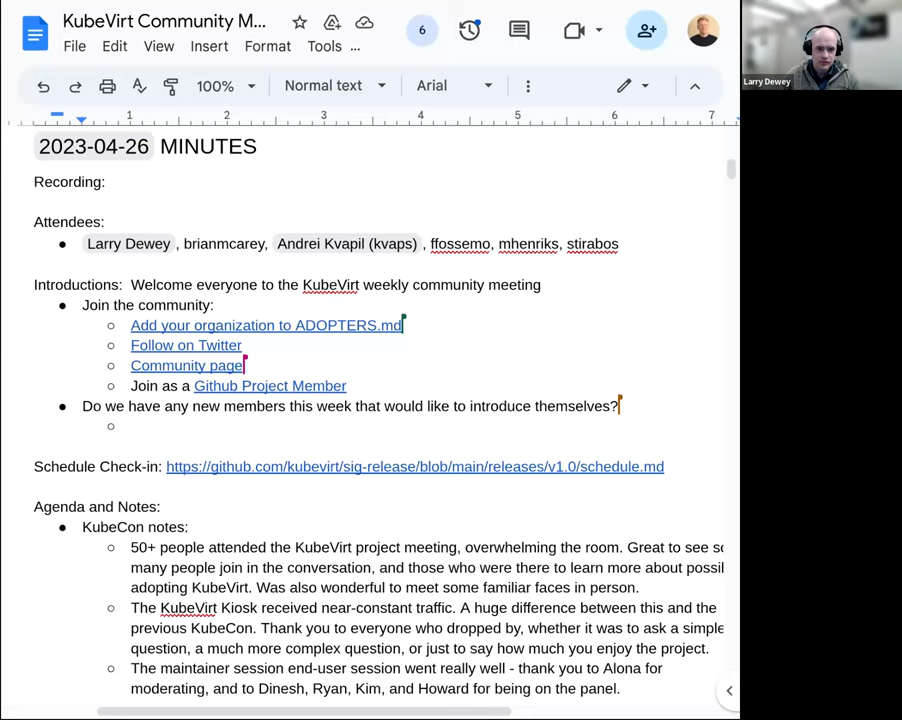 KubeVirt Community M...
File Edit View Insert Format Tools ...
6
100% Normal text Arial
1 2 3 4 5 6 7
2023-04-26 MINUTES
Recording:
Attendees:
● Larry Dewey , brianmcarey, Andrei Kvapil (kvaps) , ffossemo, mhenriks, stirabos
Introductions: Welcome everyone to the KubeVirt weekly community meeting
● Join the community:
○ Add your organization to ADOPTERS.md
○ Follow on Twitter
○ Community page
○ Join as a Github Project Member
● Do we have any new members this week that would like to introduce themselves?
○
Schedule Check-in: https://github.com/kubevirt/sig-release/blob/main/releases/v1.0/schedule.md
Agenda and Notes:
● KubeCon notes:
○ 50+ people attended the KubeVirt project meeting, overwhelming the room. Great to see so
many people join in the conversation, and those who were there to learn more about possil
adopting KubeVirt. Was also wonderful to meet some familiar faces in person.
○ The KubeVirt Kiosk received near-constant traffic. A huge difference between this and the
previous KubeCon. Thank you to everyone who dropped by, whether it was to ask a simple
question, a much more complex question, or just to say how much you enjoy the project.
○ The maintainer session end-user session went really well - thank you to Alona for
moderating, and to Dinesh, Ryan, Kim, and Howard for being on the panel.
Larry Dewey